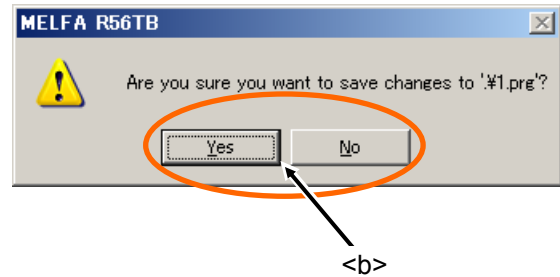 MELFA R56TB
Are you sure you want to save changes to '.¥1.prg'?
Yes No
<b>